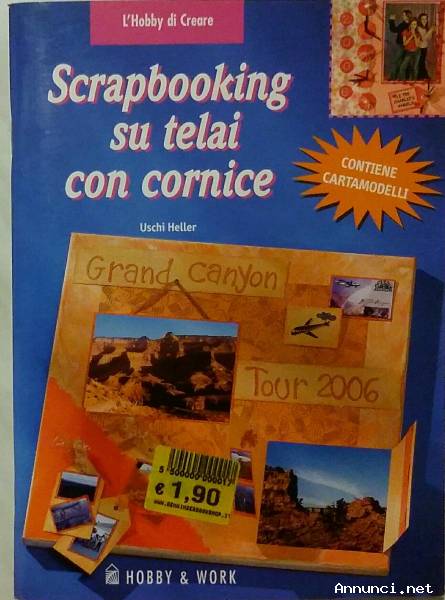 L'Hobby di Creare
Scrapbooking
su telai
con cornice
Uschi Heller
CONTIENE
CARTAMODELLI
Grand Canyon
Tour 2006
€ 1,90
HOBBY & WORK
Annunci.net